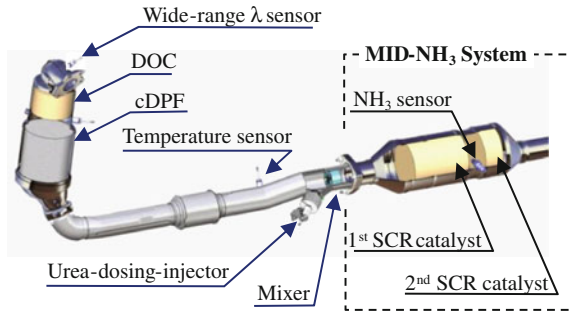 Wide-range λ sensor
DOC
MID-NH₃ System
cDPF
NH₃ sensor
Temperature sensor
1ˢᵗ SCR catalyst
Urea-dosing-injector
2ⁿᵈ SCR catalyst
Mixer